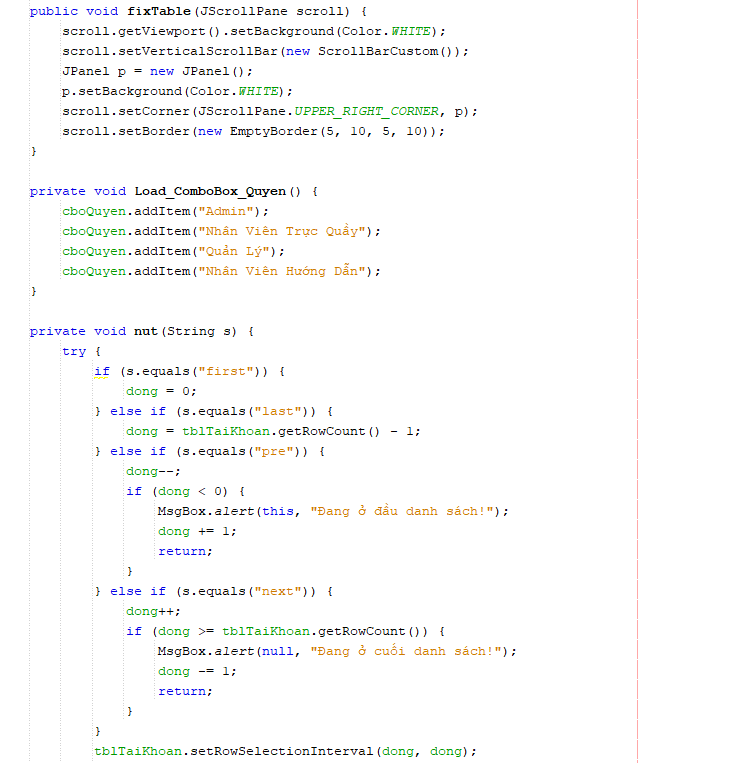 public void fixTable(JScrollPane scroll) {
    scroll.getViewport().setBackground(Color.WHITE);
    scroll.setVerticalScrollBar(new ScrollBarCustom());
    JPanel p = new JPanel();
    p.setBackground(Color.WHITE);
    scroll.setCorner(JScrollPane.UPPER_RIGHT_CORNER, p);
    scroll.setBorder(new EmptyBorder(5, 10, 5, 10));
}
private void Load_ComboBox_Quyen() {
    cboQuyen.addItem("Admin");
    cboQuyen.addItem("Nhân Viên Trực Quầy");
    cboQuyen.addItem("Quản Lý");
    cboQuyen.addItem("Nhân Viên Hướng Dẫn");
}
private void nut(String s) {
    try {
        if (s.equals("first")) {
            dong = 0;
        } else if (s.equals("last")) {
            dong = tblTaiKhoan.getRowCount() - 1;
        } else if (s.equals("pre")) {
            dong--;
            if (dong < 0) {
                MsgBox.alert(this, "Đang ở đầu danh sách!");
                dong += 1;
                return;
            }
        } else if (s.equals("next")) {
            dong++;
            if (dong >= tblTaiKhoan.getRowCount()) {
                MsgBox.alert(null, "Đang ở cuối danh sách!");
                dong -= 1;
                return;
            }
        }
        tblTaiKhoan.setRowSelectionInterval(dong, dong);